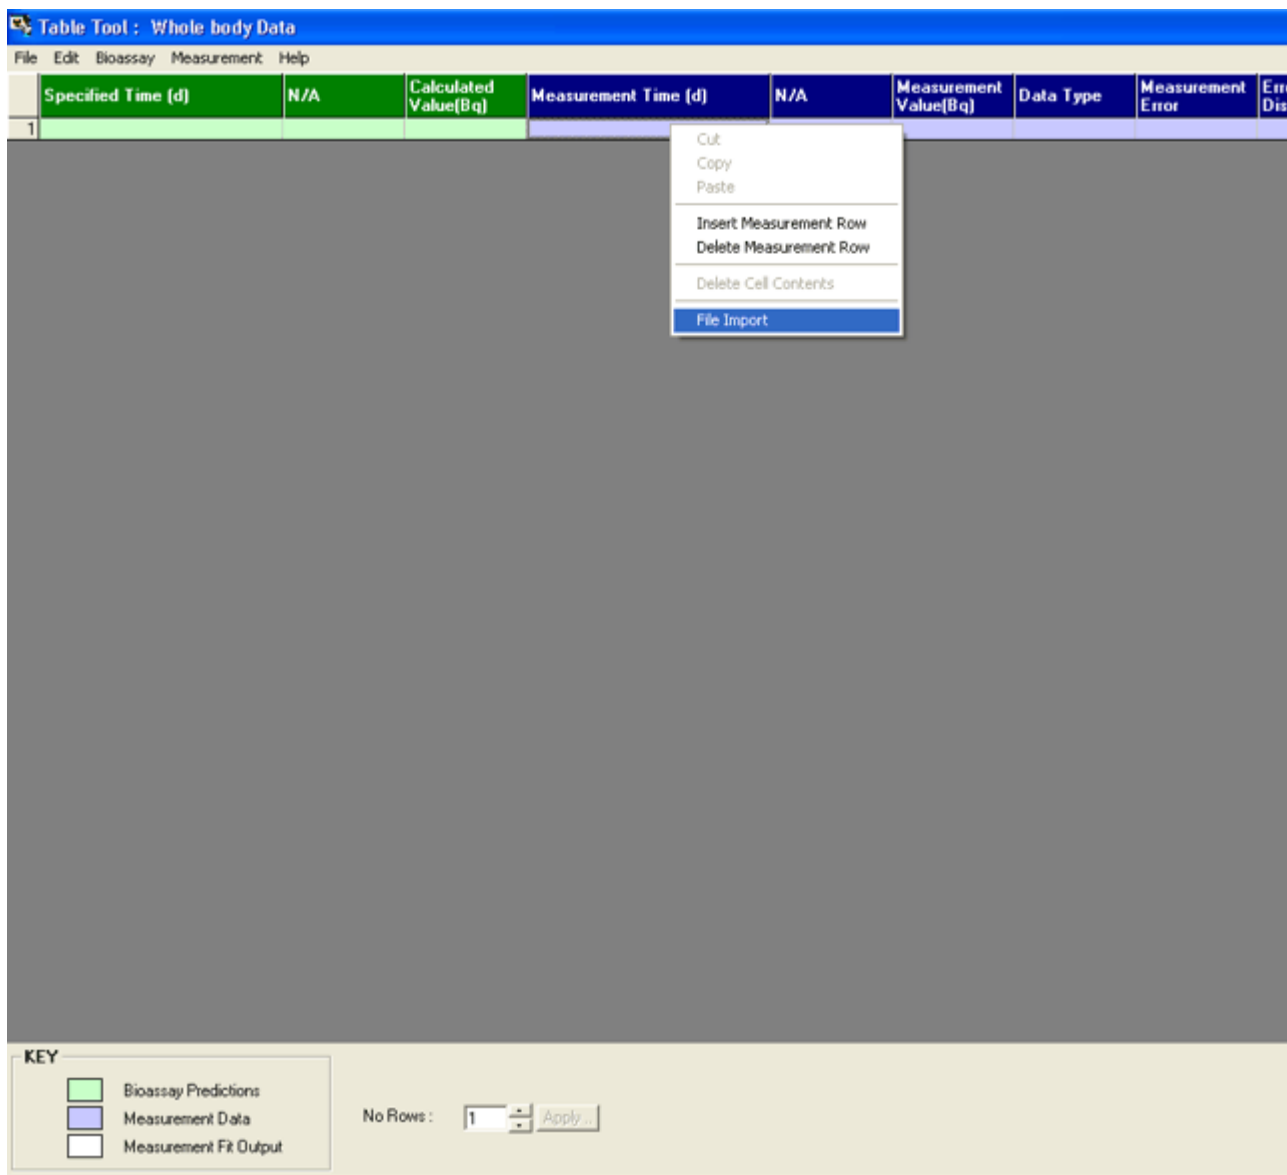 Table Tool : Whole body Data
File Edit Bioassay Measurement Help
Specified Time (d) N/A Calculated Value(Bq) Measurement Time (d) N/A Measurement Value(Bq) Data Type Measurement Error
1
Cut
Copy
Paste
Insert Measurement Row
Delete Measurement Row
Delete Cell Contents
File Import
KEY
Bioassay Predictions
Measurement Data
Measurement Fit Output
No Rows : 1 Apply ..